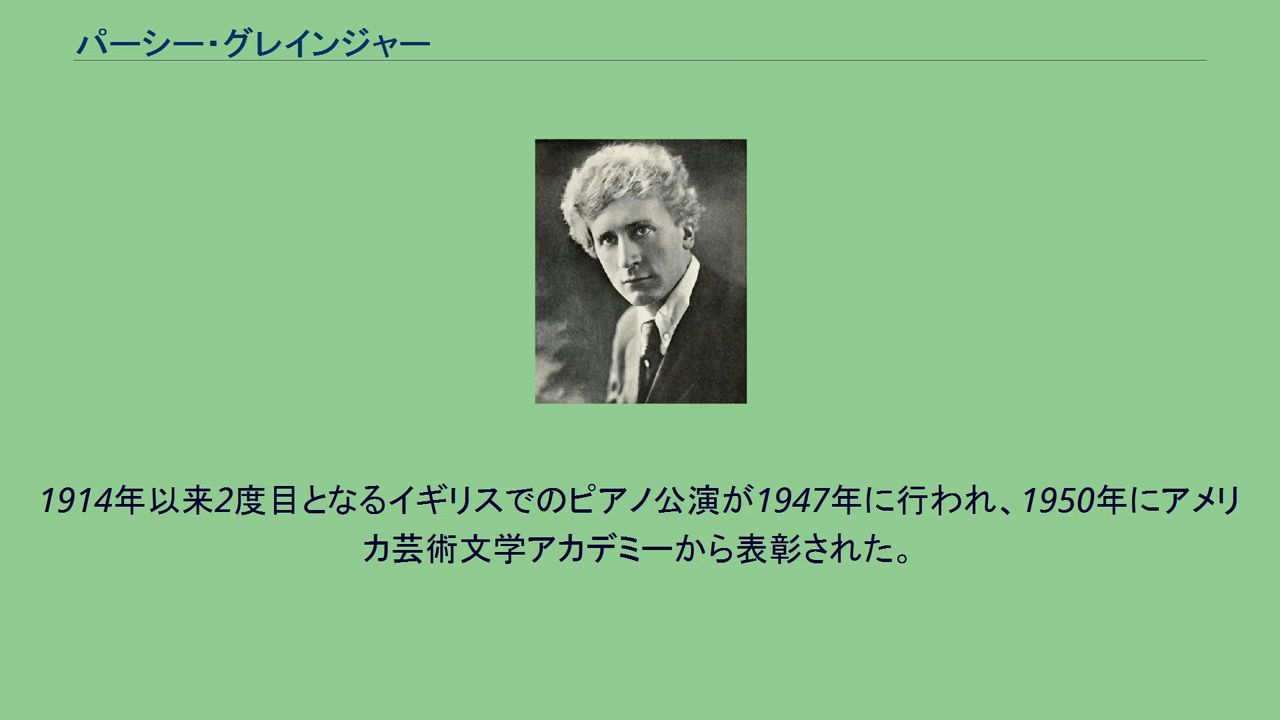 パーシー・グレインジャー
1914年以来2度目となるイギリスでのピアノ公演が1947年に行われ、1950年にアメリ
カ芸術文学アカデミーから表彰された。